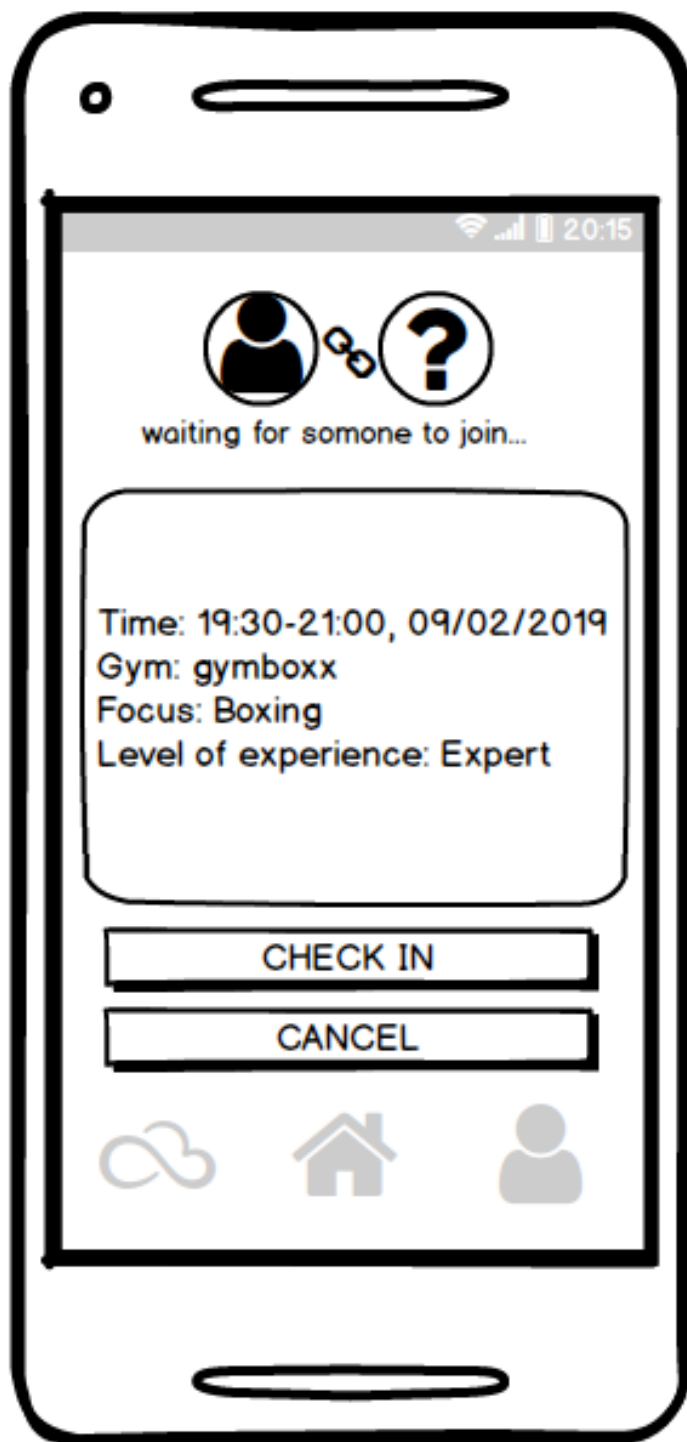 20:15
?
waiting for somone to join...
Time: 19:30-21:00, 09/02/2019
Gym: gymboxx
Focus: Boxing
Level of experience: Expert
CHECK IN
CANCEL